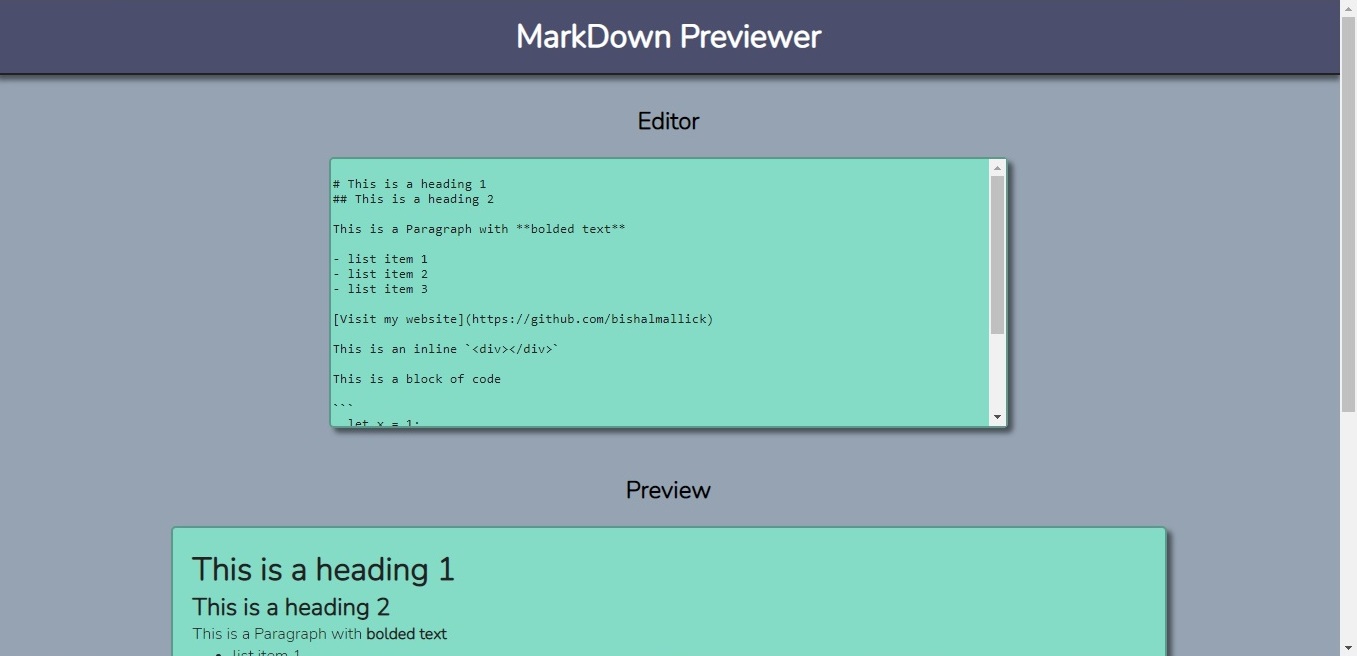 MarkDown Previewer
Editor
# This is a heading 1
## This is a heading 2
This is a Paragraph with **bolded text**
- list item 1
- list item 2
- list item 3
[Visit my website](https://github.com/bishalmallick)
This is an inline `<div></div>`
This is a block of code
```
let x = 1;
Preview
This is a heading 1
This is a heading 2
This is a Paragraph with bolded text
• list item 1